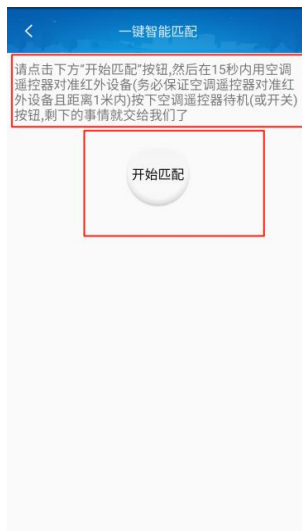 一键智能匹配
请点击下方“开始匹配”按钮,然后在15秒内用空调
遥控器对准红外设备(务必保证空调遥控器对准红
外设备且距离1米内)按下空调遥控器待机(或开关)
按钮,剩下的事情就交给我们了
开始匹配